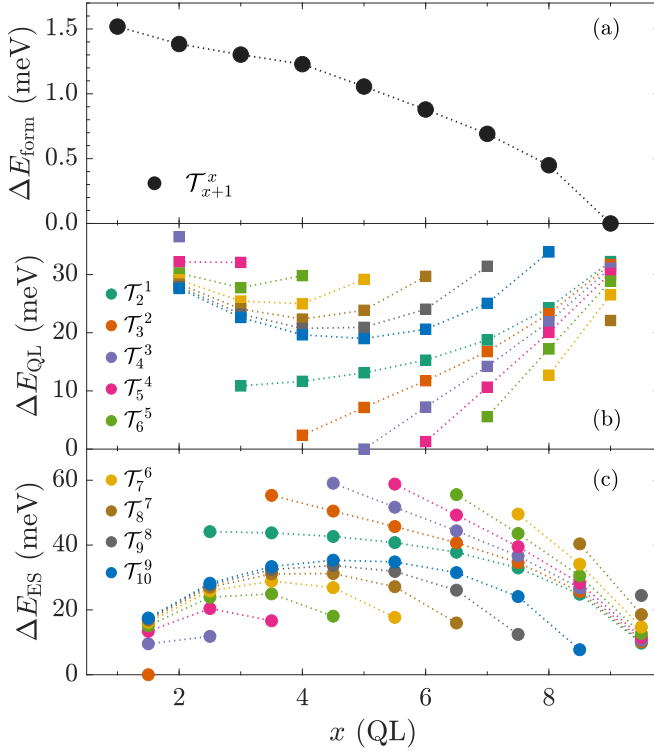 (a)
ΔE_form (meV)
1.5
1.0
0.5
0.0
𝒯^x_{x+1}
ΔE_QL (meV)
30
20
10
0
𝒯_2^1
𝒯_3^2
𝒯_4^3
𝒯_5^4
𝒯_6^5
(b)
ΔE_ES (meV)
60
40
20
0
𝒯_7^6
𝒯_8^7
𝒯_9^8
𝒯_10^9
(c)
2 4 6 8
x (QL)